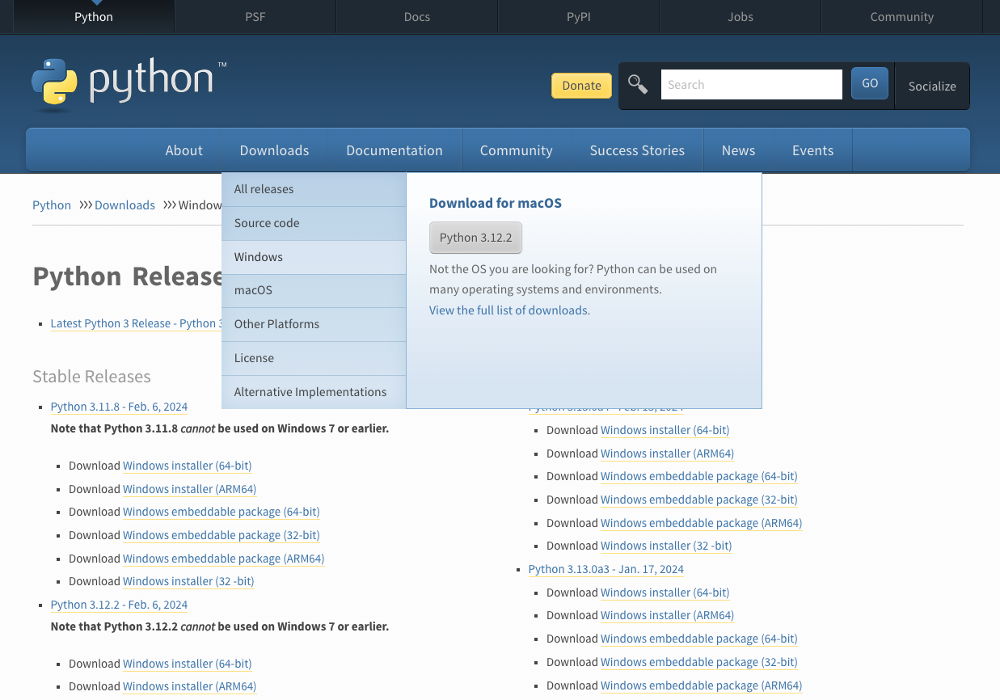 Python
PSF
Docs
PyPI
Jobs
Community
python™
Donate
Search
GO
Socialize
About
Downloads
Documentation
Community
Success Stories
News
Events
All releases
Source code
Windows
macOS
Other Platforms
License
Alternative Implementations
Download for macOS
Python 3.12.2
Not the OS you are looking for? Python can be used on
many operating systems and environments.
View the full list of downloads.
Python >>> Downloads >>> Window
Python Release
Latest Python 3 Release - Python 3
Stable Releases
Python 3.11.8 - Feb. 6, 2024
Note that Python 3.11.8 cannot be used on Windows 7 or earlier.
Download Windows installer (64-bit)
Download Windows installer (ARM64)
Download Windows embeddable package (64-bit)
Download Windows embeddable package (32-bit)
Download Windows embeddable package (ARM64)
Download Windows installer (32 -bit)
Python 3.12.2 - Feb. 6, 2024
Note that Python 3.12.2 cannot be used on Windows 7 or earlier.
Download Windows installer (64-bit)
Download Windows installer (ARM64)
Download Windows installer (64-bit)
Download Windows installer (ARM64)
Download Windows embeddable package (64-bit)
Download Windows embeddable package (32-bit)
Download Windows embeddable package (ARM64)
Download Windows installer (32 -bit)
Python 3.13.0a3 - Jan. 17, 2024
Download Windows installer (64-bit)
Download Windows installer (ARM64)
Download Windows embeddable package (64-bit)
Download Windows embeddable package (32-bit)
Download Windows embeddable package (ARM64)